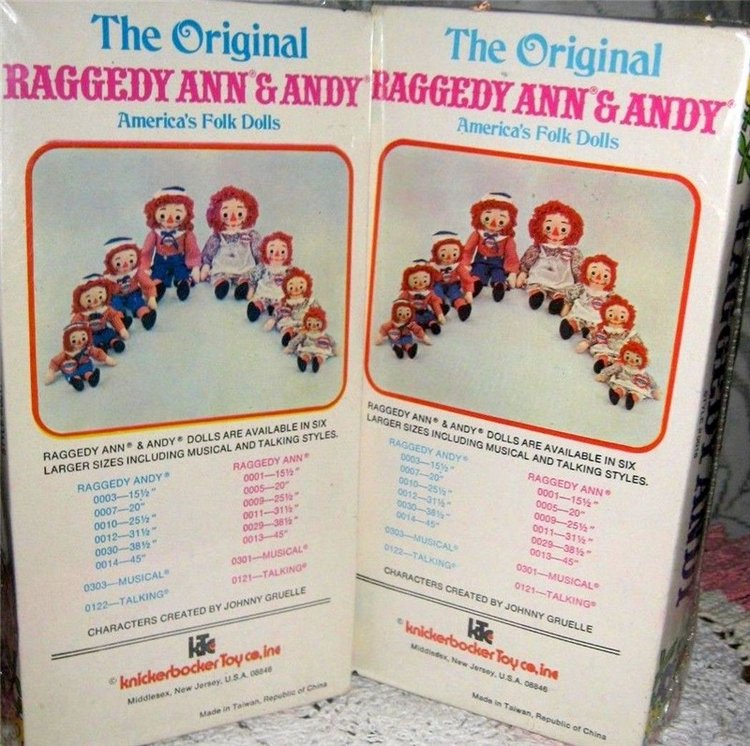 The Original
RAGGEDY ANN® & ANDY®
America's Folk Dolls
RAGGEDY ANN® & ANDY® DOLLS ARE AVAILABLE IN SIX
LARGER SIZES INCLUDING MUSICAL AND TALKING STYLES.
RAGGEDY ANDY®
0003—15½"
0007—20"
0010—25½"
0012—31½"
0030—38½"
0014—45"
0303—MUSICAL®
0122—TALKING®
RAGGEDY ANN®
0001—15½"
0005—20"
0009—25½"
0011—31½"
0029—38½"
0013—45"
0301—MUSICAL®
0121—TALKING®
CHARACTERS CREATED BY JOHNNY GRUELLE
kTc
© knickerbocker Toy co., inc
Middlesex, New Jersey, U.S.A. 08846
Made in Taiwan, Republic of China
The Original
RAGGEDY ANN® & ANDY®
America's Folk Dolls
RAGGEDY ANN® & ANDY® DOLLS ARE AVAILABLE IN SIX
LARGER SIZES INCLUDING MUSICAL AND TALKING STYLES.
RAGGEDY ANDY®
0003—15½"
0007—20"
0010—25½"
0012—31½"
0030—38½"
0014—45"
0303—MUSICAL®
0122—TALKING®
RAGGEDY ANN®
0001—15½"
0005—20"
0009—25½"
0011—31½"
0029—38½"
0013—45"
0301—MUSICAL®
0121—TALKING®
CHARACTERS CREATED BY JOHNNY GRUELLE
kTc
© knickerbocker Toy co., inc
Middlesex, New Jersey, U.S.A. 08846
Made in Taiwan, Republic of China